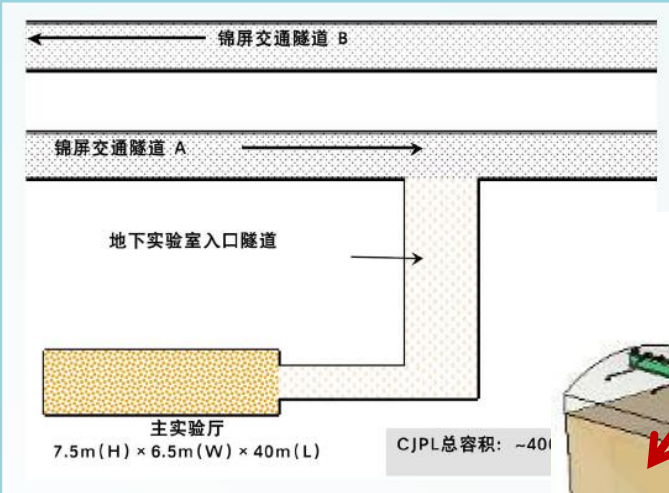 锦屏交通隧道 B
锦屏交通隧道 A
地下实验室入口隧道
主实验厅
7.5m(H) × 6.5m(W) × 40m(L)
CJPL总容积: ~400